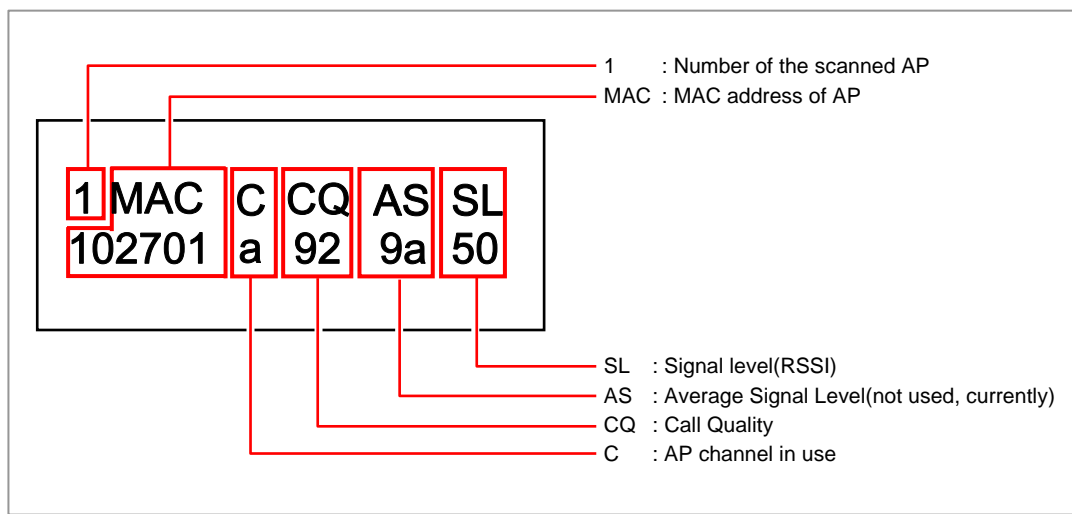 1 : Number of the scanned AP
MAC : MAC address of AP
1 MAC C CQ AS SL
102701 a 92 9a 50
SL : Signal level(RSSI)
AS : Average Signal Level(not used, currently)
CQ : Call Quality
C : AP channel in use